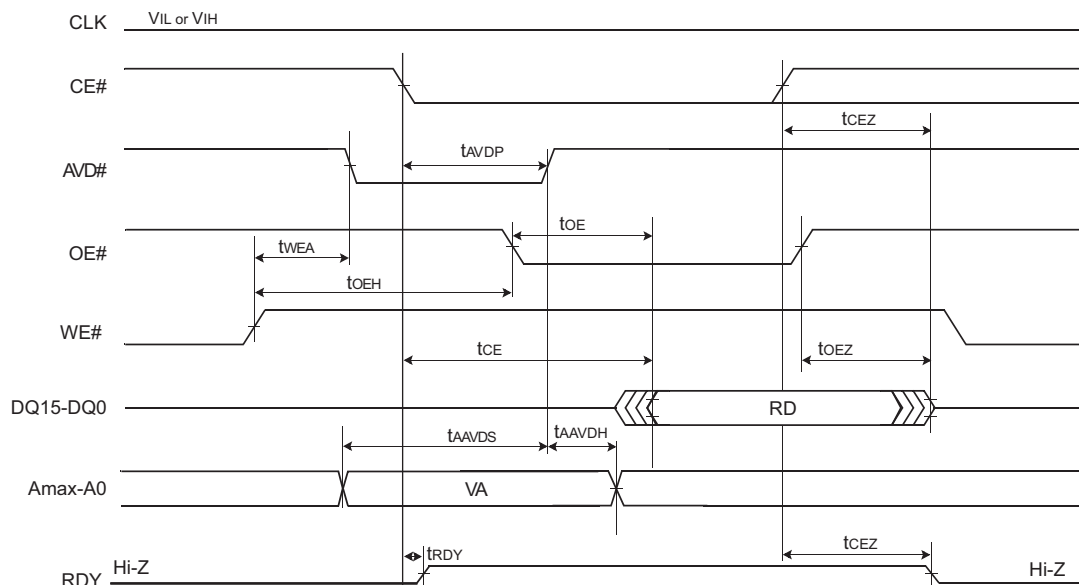 CLK VIL or VIH
CE#
tCEZ
AVD# tAVDP
OE# tOE
tWEA
tOEH
WE#
tCE tOEZ
DQ15-DQ0 RD
tAAVDS tAAVDH
Amax-A0 VA
tCEZ
tRDY
RDY Hi-Z Hi-Z